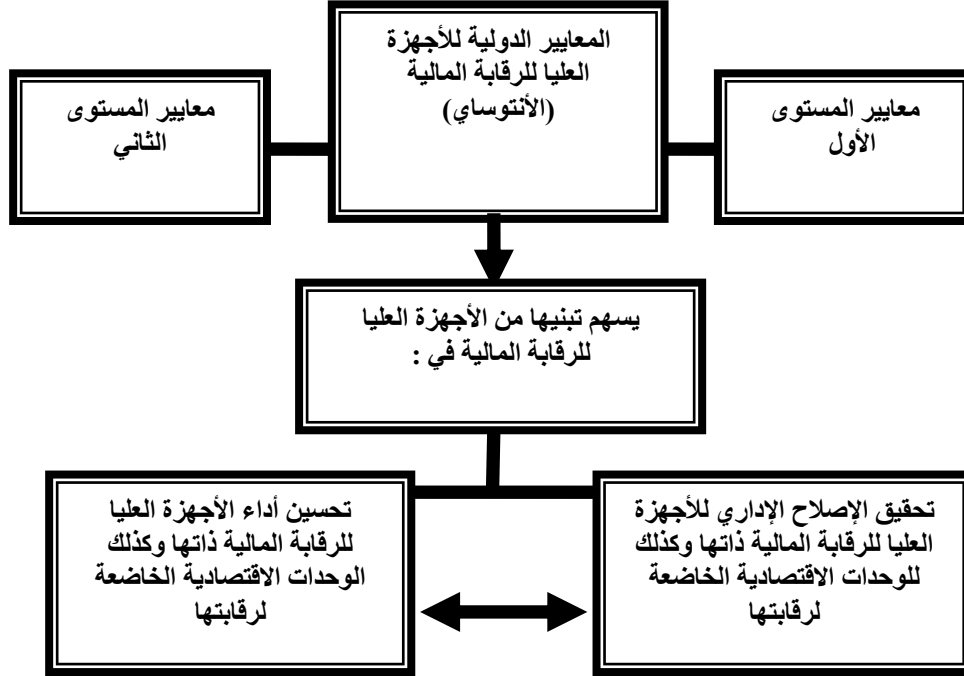 المعايير الدولية للأجهزة
العليا للرقابة المالية
(الأنتوساي)
معايير المستوى
الأول
معايير المستوى
الثاني
يسهم تبنيها من الأجهزة العليا
للرقابة المالية في :
تحقيق الإصلاح الإداري للأجهزة
العليا للرقابة المالية ذاتها وكذلك
للوحدات الاقتصادية الخاضعة
لرقابتها
تحسين أداء الأجهزة العليا
للرقابة المالية ذاتها وكذلك
الوحدات الاقتصادية الخاضعة
لرقابتها